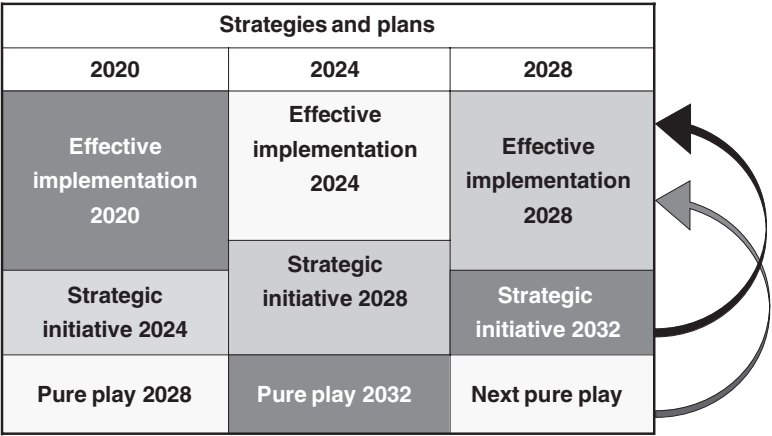 Strategies and plans
2020
2024
2028
Effective
implementation
2020
Effective
implementation
2024
Effective
implementation
2028
Strategic
initiative 2024
Strategic
initiative 2028
Strategic
initiative 2032
Pure play 2028
Pure play 2032
Next pure play